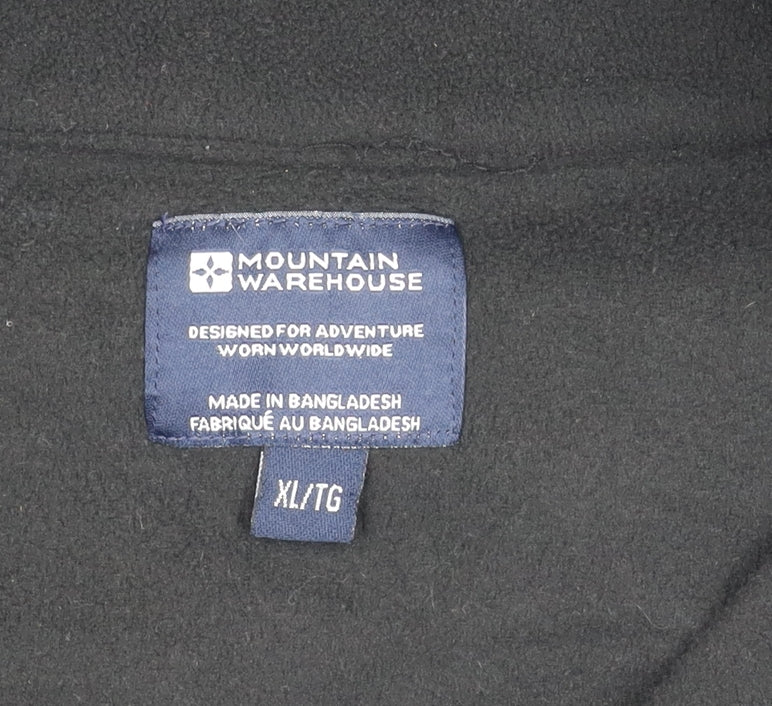 MOUNTAIN
WAREHOUSE
DESIGNED FOR ADVENTURE
WORN WORLDWIDE
MADE IN BANGLADESH
FABRIQUÉ AU BANGLADESH
XL/TG